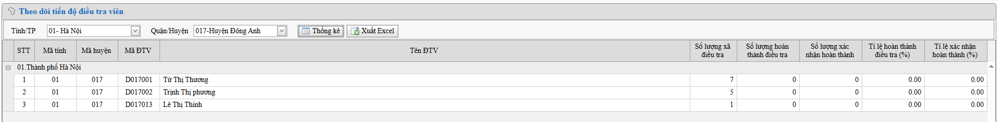 Theo dõi tiến độ điều tra viên
Tỉnh/TP 01- Hà Nội Quận/Huyện 017-Huyện Đông Anh Thống kê Xuất Excel
STT Mã tỉnh Mã huyện Mã ĐTV Tên ĐTV Số lượng xã điều tra Số lượng hoàn thành điều tra Số lượng xác nhận hoàn thành Tỉ lệ hoàn thành điều tra (%) Tỉ lệ xác nhận hoàn thành (%)
01.Thành phố Hà Nội
1 01 017 D017001 Từ Thị Thương 7 0 0 0.00 0.00
2 01 017 D017002 Trịnh Thị phương 5 0 0 0.00 0.00
3 01 017 D017013 Lê Thị Thính 1 0 0 0.00 0.00